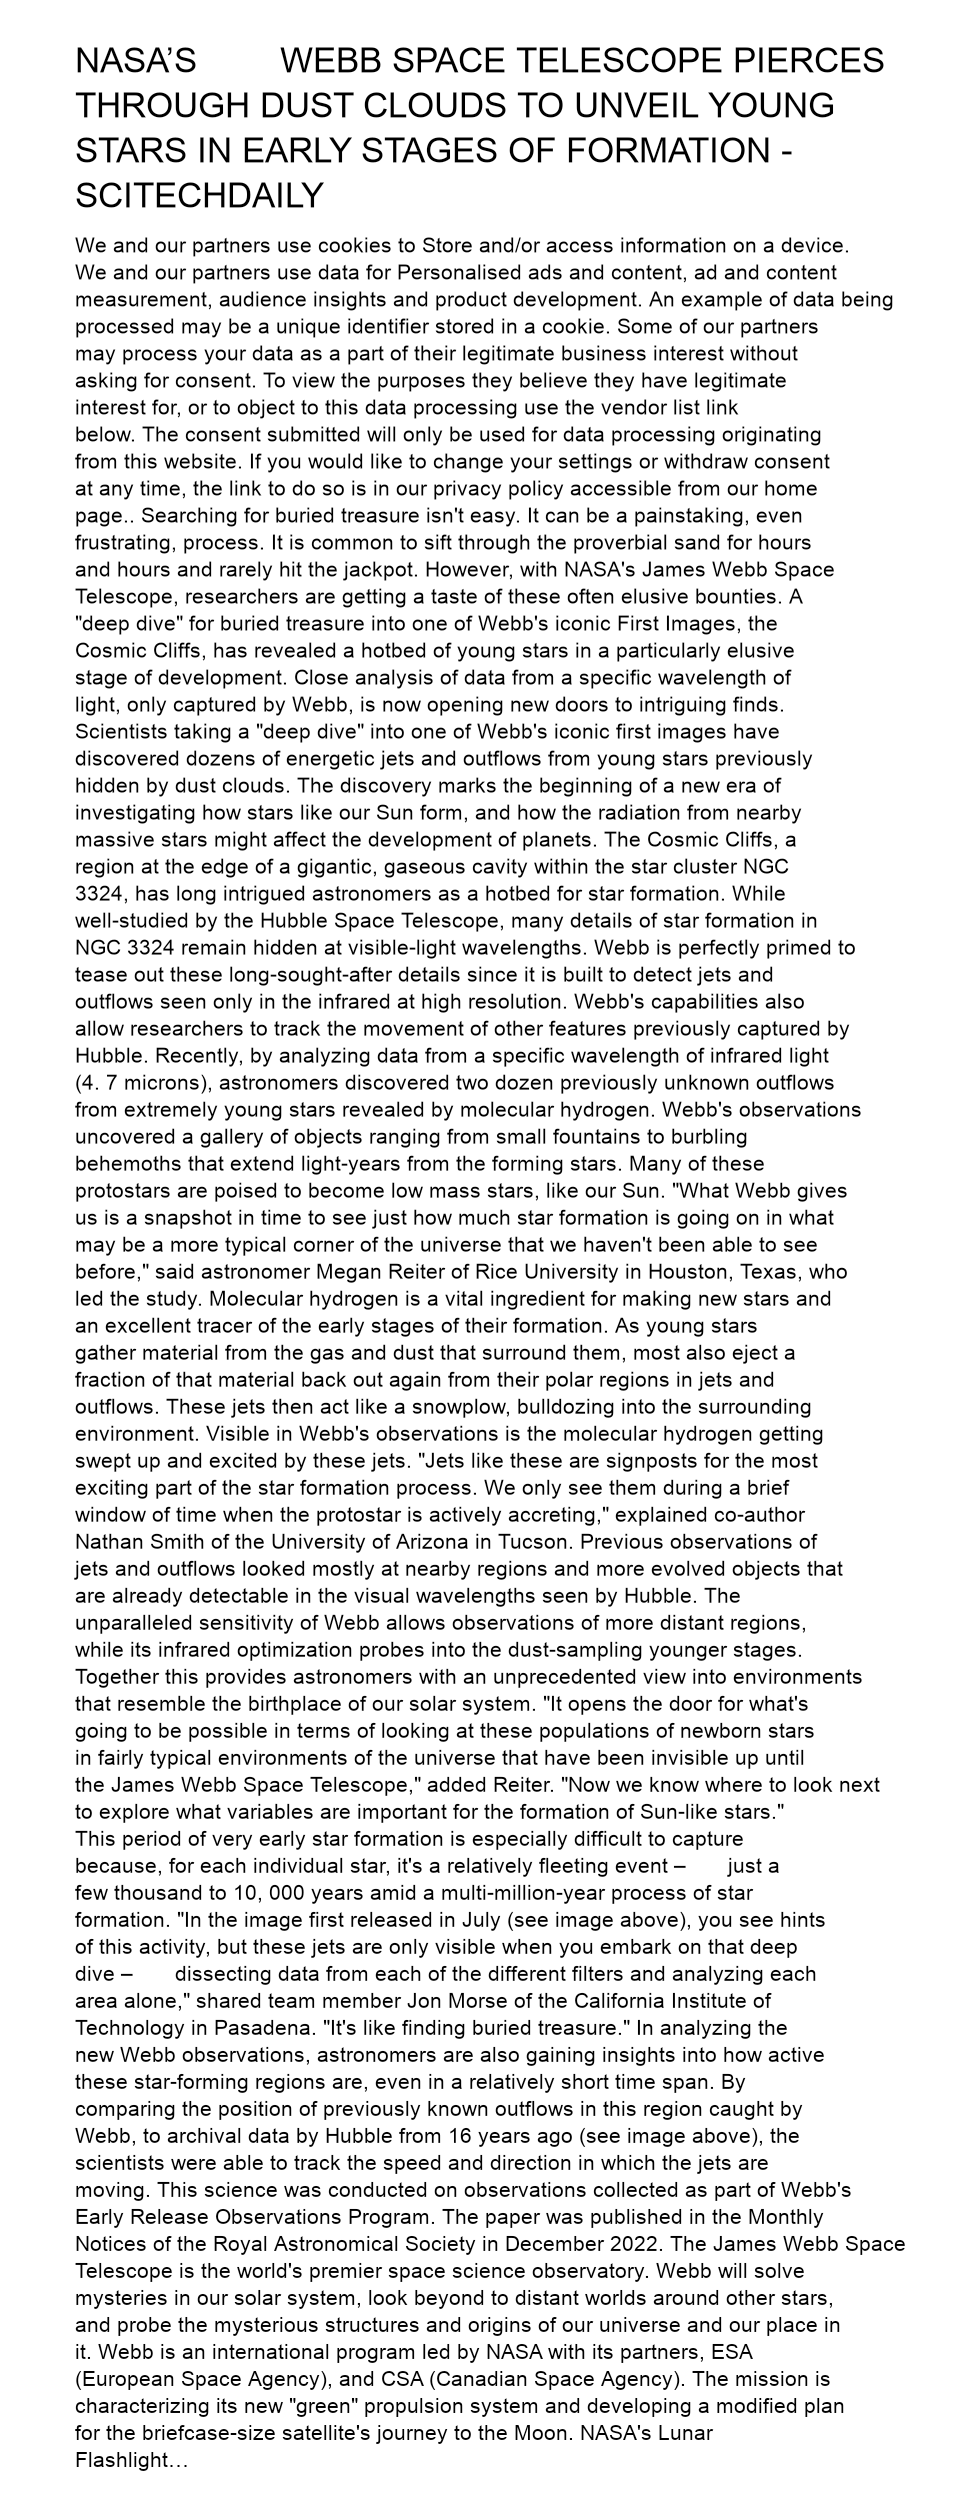 NASA’S WEBB SPACE TELESCOPE PIERCES
THROUGH DUST CLOUDS TO UNVEIL YOUNG
STARS IN EARLY STAGES OF FORMATION -
SCITECHDAILY
We and our partners use cookies to Store and/or access information on a device.
We and our partners use data for Personalised ads and content, ad and content
measurement, audience insights and product development. An example of data being
processed may be a unique identifier stored in a cookie. Some of our partners
may process your data as a part of their legitimate business interest without
asking for consent. To view the purposes they believe they have legitimate
interest for, or to object to this data processing use the vendor list link
below. The consent submitted will only be used for data processing originating
from this website. If you would like to change your settings or withdraw consent
at any time, the link to do so is in our privacy policy accessible from our home
page.. Searching for buried treasure isn't easy. It can be a painstaking, even
frustrating, process. It is common to sift through the proverbial sand for hours
and hours and rarely hit the jackpot. However, with NASA's James Webb Space
Telescope, researchers are getting a taste of these often elusive bounties. A
"deep dive" for buried treasure into one of Webb's iconic First Images, the
Cosmic Cliffs, has revealed a hotbed of young stars in a particularly elusive
stage of development. Close analysis of data from a specific wavelength of
light, only captured by Webb, is now opening new doors to intriguing finds.
Scientists taking a "deep dive" into one of Webb's iconic first images have
discovered dozens of energetic jets and outflows from young stars previously
hidden by dust clouds. The discovery marks the beginning of a new era of
investigating how stars like our Sun form, and how the radiation from nearby
massive stars might affect the development of planets. The Cosmic Cliffs, a
region at the edge of a gigantic, gaseous cavity within the star cluster NGC
3324, has long intrigued astronomers as a hotbed for star formation. While
well-studied by the Hubble Space Telescope, many details of star formation in
NGC 3324 remain hidden at visible-light wavelengths. Webb is perfectly primed to
tease out these long-sought-after details since it is built to detect jets and
outflows seen only in the infrared at high resolution. Webb's capabilities also
allow researchers to track the movement of other features previously captured by
Hubble. Recently, by analyzing data from a specific wavelength of infrared light
(4. 7 microns), astronomers discovered two dozen previously unknown outflows
from extremely young stars revealed by molecular hydrogen. Webb's observations
uncovered a gallery of objects ranging from small fountains to burbling
behemoths that extend light-years from the forming stars. Many of these
protostars are poised to become low mass stars, like our Sun. "What Webb gives
us is a snapshot in time to see just how much star formation is going on in what
may be a more typical corner of the universe that we haven't been able to see
before," said astronomer Megan Reiter of Rice University in Houston, Texas, who
led the study. Molecular hydrogen is a vital ingredient for making new stars and
an excellent tracer of the early stages of their formation. As young stars
gather material from the gas and dust that surround them, most also eject a
fraction of that material back out again from their polar regions in jets and
outflows. These jets then act like a snowplow, bulldozing into the surrounding
environment. Visible in Webb's observations is the molecular hydrogen getting
swept up and excited by these jets. "Jets like these are signposts for the most
exciting part of the star formation process. We only see them during a brief
window of time when the protostar is actively accreting," explained co-author
Nathan Smith of the University of Arizona in Tucson. Previous observations of
jets and outflows looked mostly at nearby regions and more evolved objects that
are already detectable in the visual wavelengths seen by Hubble. The
unparalleled sensitivity of Webb allows observations of more distant regions,
while its infrared optimization probes into the dust-sampling younger stages.
Together this provides astronomers with an unprecedented view into environments
that resemble the birthplace of our solar system. "It opens the door for what's
going to be possible in terms of looking at these populations of newborn stars
in fairly typical environments of the universe that have been invisible up until
the James Webb Space Telescope," added Reiter. "Now we know where to look next
to explore what variables are important for the formation of Sun-like stars."
This period of very early star formation is especially difficult to capture
because, for each individual star, it's a relatively fleeting event – just a
few thousand to 10, 000 years amid a multi-million-year process of star
formation. "In the image first released in July (see image above), you see hints
of this activity, but these jets are only visible when you embark on that deep
dive – dissecting data from each of the different filters and analyzing each
area alone," shared team member Jon Morse of the California Institute of
Technology in Pasadena. "It's like finding buried treasure." In analyzing the
new Webb observations, astronomers are also gaining insights into how active
these star-forming regions are, even in a relatively short time span. By
comparing the position of previously known outflows in this region caught by
Webb, to archival data by Hubble from 16 years ago (see image above), the
scientists were able to track the speed and direction in which the jets are
moving. This science was conducted on observations collected as part of Webb's
Early Release Observations Program. The paper was published in the Monthly
Notices of the Royal Astronomical Society in December 2022. The James Webb Space
Telescope is the world's premier space science observatory. Webb will solve
mysteries in our solar system, look beyond to distant worlds around other stars,
and probe the mysterious structures and origins of our universe and our place in
it. Webb is an international program led by NASA with its partners, ESA
(European Space Agency), and CSA (Canadian Space Agency). The mission is
characterizing its new "green" propulsion system and developing a modified plan
for the briefcase-size satellite's journey to the Moon. NASA's Lunar
Flashlight…